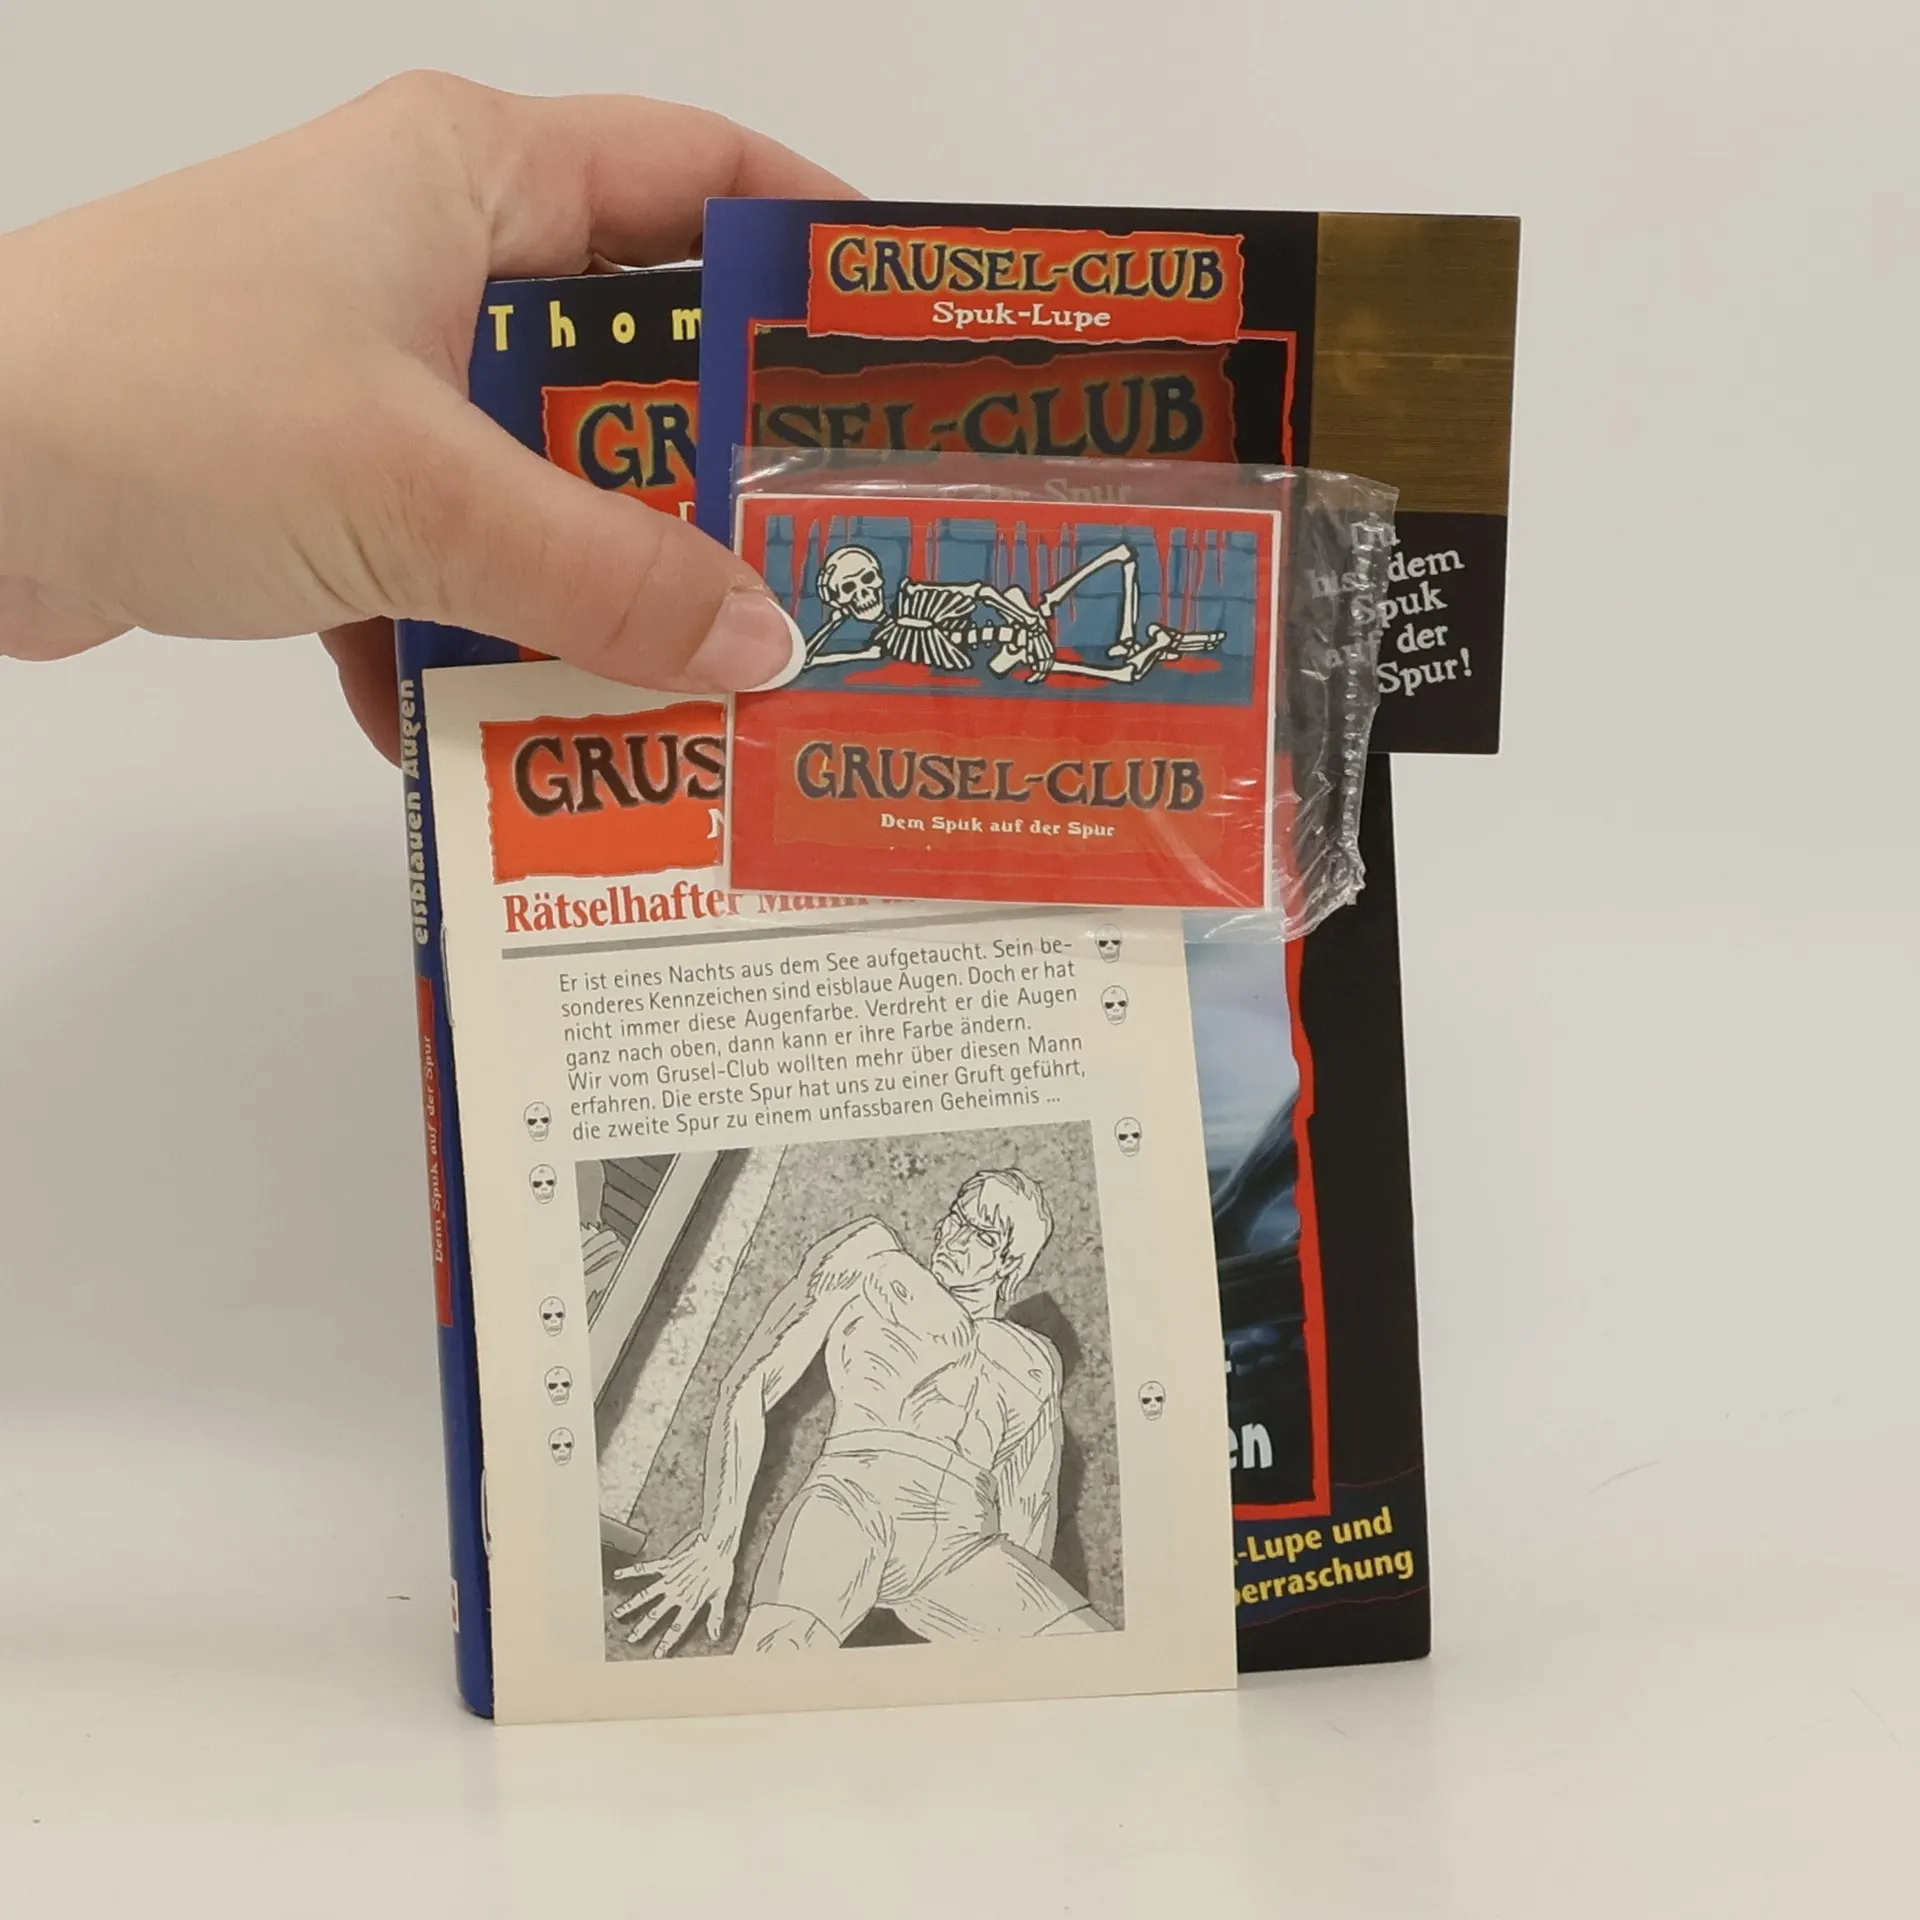 GRUSEL-CLUB
Spuk-Lupe
Thom
GR
SEL-CLUB
der Spur
dem
Spuk
auf der
Spur!
GRUSEL-CLUB
Dem Spuk auf der Spur
eisblauen Augen
Dem Spuk auf der Spur
GRUS
Rätselhafter Mann
Er ist eines Nachts aus dem See aufgetaucht. Sein be-
sonderes Kennzeichen sind eisblaue Augen. Doch er hat
nicht immer diese Augenfarbe. Verdreht er die Augen
ganz nach oben, dann kann er ihre Farbe ändern.
Wir vom Grusel-Club wollten mehr über diesen Mann
erfahren. Die erste Spur hat uns zu einer Gruft geführt,
die zweite Spur zu einem unfassbaren Geheimnis ...
en
-Lupe und
berraschung